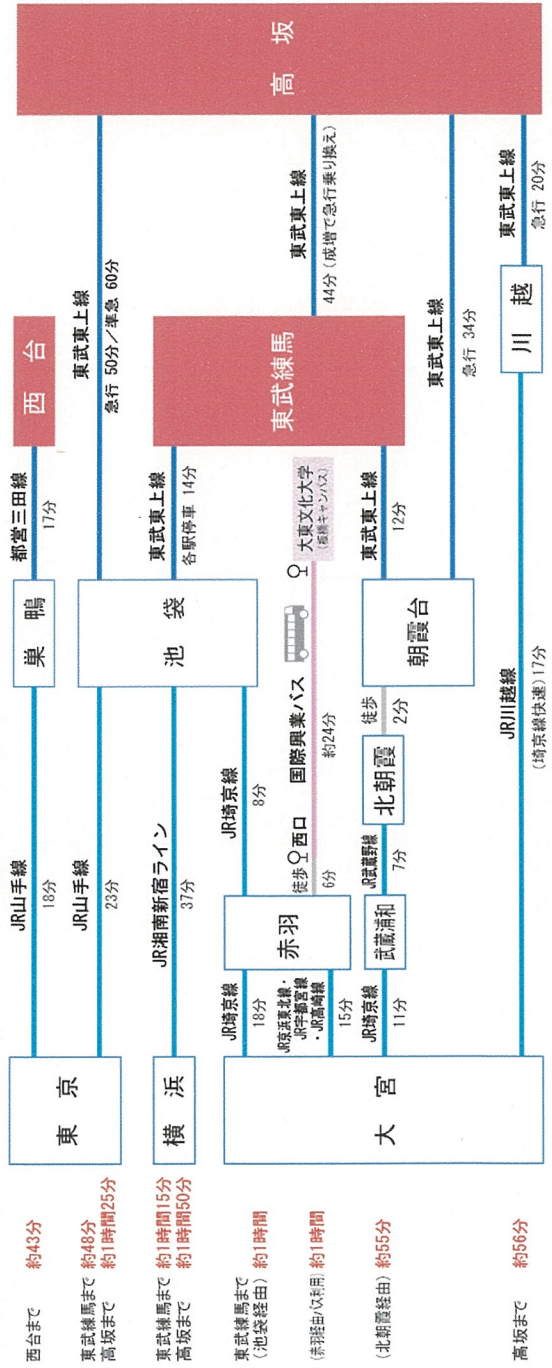 西台まで 約43分
東武練馬まで 約48分
高坂まで 約1時間25分
東武練馬まで 約1時間15分
高坂まで 約1時間50分
東武練馬まで
(池袋経由) 約1時間
(赤羽経由バス利用) 約1時間
(北朝霞経由) 約55分
高坂まで 約56分
東京
横浜
大宮
JR山手線
18分
巣鴨
都営三田線
17分
西台
JR山手線
23分
池袋
東武東上線
急行 50分/準急 60分
高坂
JR湘南新宿ライン
37分
東武東上線
各駅停車 14分
東武練馬
JR埼京線
18分
赤羽
JR埼京線
8分
JR京浜東北線・
JR宇都宮線
・JR高崎線
15分
徒歩
6分
西口
国際興業バス
約24分
大東文化大学
(板橋キャンパス)
東武東上線
44分(成増で急行乗り換え)
JR埼京線
11分
武蔵浦和
JR武蔵野線
7分
北朝霞
徒歩
2分
朝霞台
東武東上線
12分
東武東上線
急行 34分
JR川越線
(埼京線快速)17分
川越
東武東上線
急行 20分